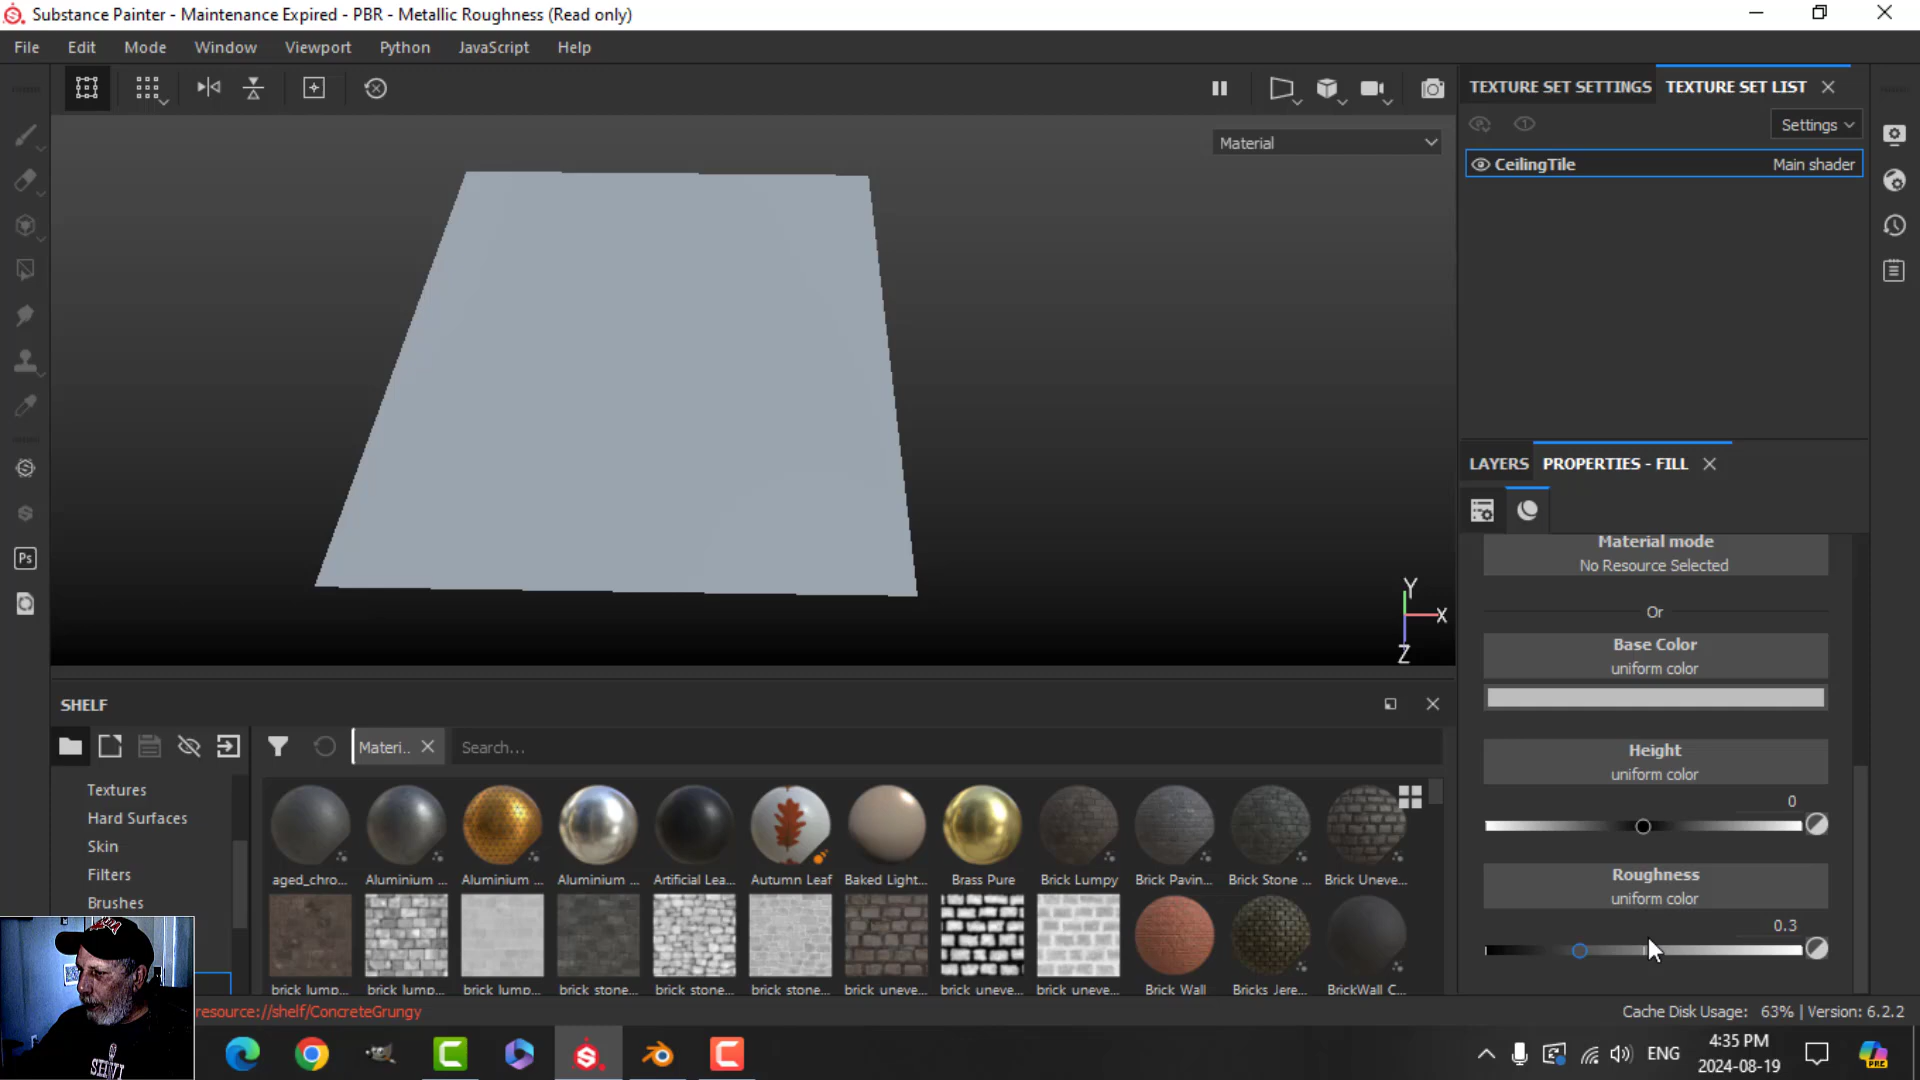 Substance Painter - Maintenance Expired - PBR - Metallic Roughness (Read only)
File Edit Mode Window Viewport Python JavaScript Help
TEXTURE SET SETTINGS TEXTURE SET LIST
Settings
Material
CeilingTile Main shader
LAYERS PROPERTIES - FILL
Material mode
No Resource Selected
Or
Base Color
uniform color
Height
uniform color
0
Roughness
uniform color
0.3
Y
X
Z
Ps
SHELF
Materi..
Search...
Textures
Hard Surfaces
Skin
Filters
Brushes
aged_chro... Aluminium ... Aluminium ... Aluminium ... Artificial Lea... Autumn Leaf Baked Light... Brass Pure Brick Lumpy Brick Pavin... Brick Stone ... Brick Uneve...
brick lump... brick lump... brick lump... brick stone... brick stone... brick stone... brick uneve... brick uneve... brick uneve... Brick Wall Bricks Jere... BrickWall C...
resource://shelf/ConcreteGrungy
Cache Disk Usage: 63% | Version: 6.2.2
ENG
4:35 PM
2024-08-19